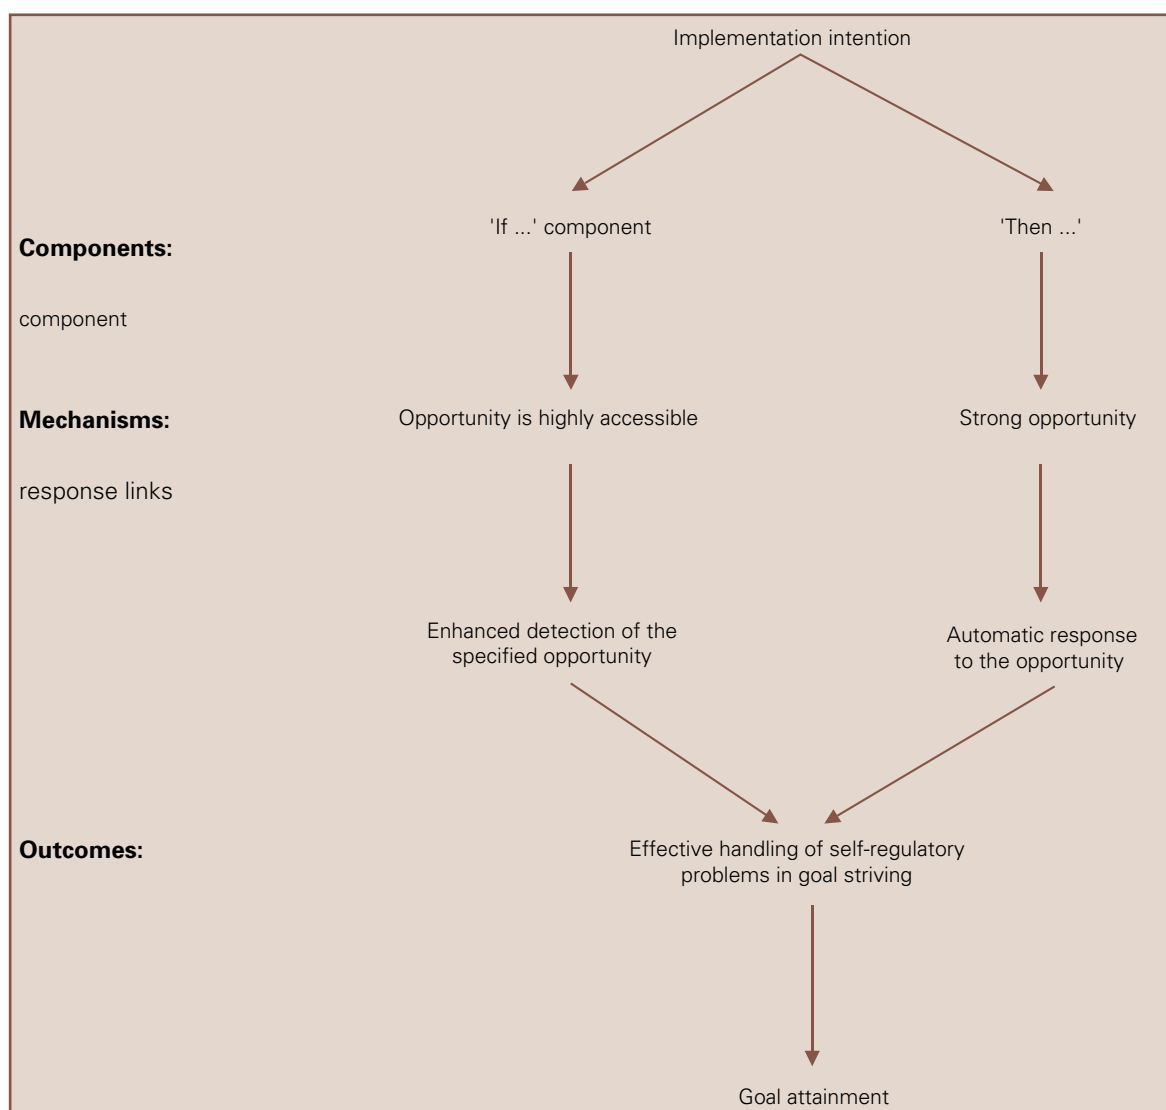 Implementation intention
'If ...' component
'Then ...'
Components:
component
Mechanisms:
Opportunity is highly accessible
Strong opportunity
response links
Enhanced detection of the
specified opportunity
Automatic response
to the opportunity
Outcomes:
Effective handling of self-regulatory
problems in goal striving
Goal attainment